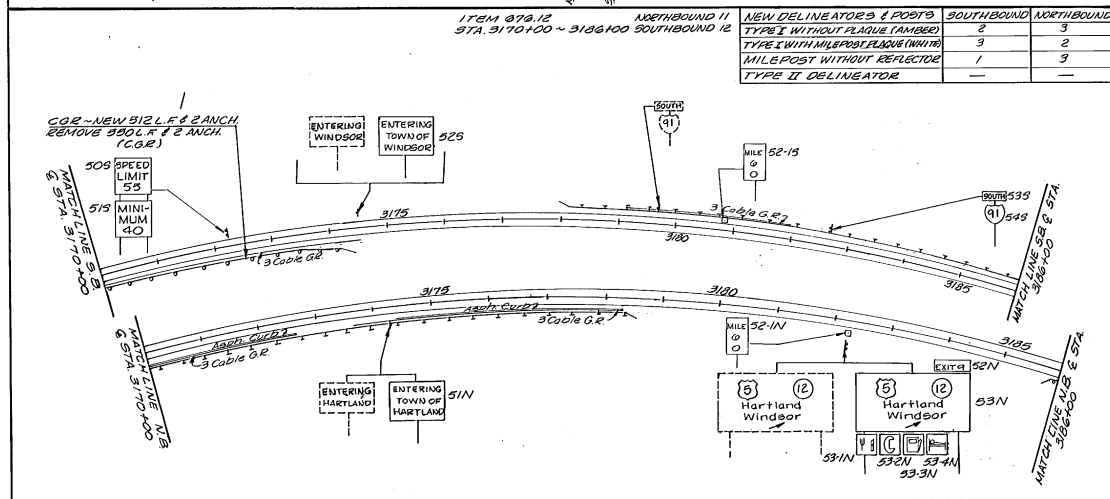 ITEM 676.12 NORTHBOUND 11
STA. 3170+00 ~ 3186+00 SOUTHBOUND 12
NEW DELINEATORS & POSTS SOUTHBOUND NORTHBOUND
TYPE I WITHOUT PLAQUE (AMBER) 2 3
TYPE I WITH MILEPOST PLAQUE (WHITE) 3 2
MILEPOST WITHOUT REFLECTOR 1 3
TYPE II DELINEATOR — —
CGR ~ NEW 512 L.F. & 2 ANCH.
REMOVE 550 L.F. & 2 ANCH.
(C.G.R)
50S
SPEED
LIMIT
55
51S
MINI-
MUM
40
ENTERING
WINDSOR
ENTERING
TOWN OF
WINDSOR
52S
SOUTH
91
MILE
6
0
52-1S
SOUTH 53S
91 54S
MATCH LINE S.B.
& STA. 3170+00
3175
3 Cable G.R.
3 Cable G.R.
3180
3185
MATCH LINE S.B. & STA.
3186+00
MATCH LINE N.B.
& STA. 3170+00
3175
3180
3185
Asph. Curb
Asph. Curb
3 Cable G.R.
3 Cable G.R.
MATCH LINE N.B. & STA.
3186+00
ENTERING
HARTLAND
ENTERING
TOWN OF
HARTLAND
51N
MILE
6
0
52-1N
EXIT 9 52N
5 12
Hartland
Windsor
5 12
Hartland
Windsor
53N
53-1N
53-2N
53-3N
53-4N